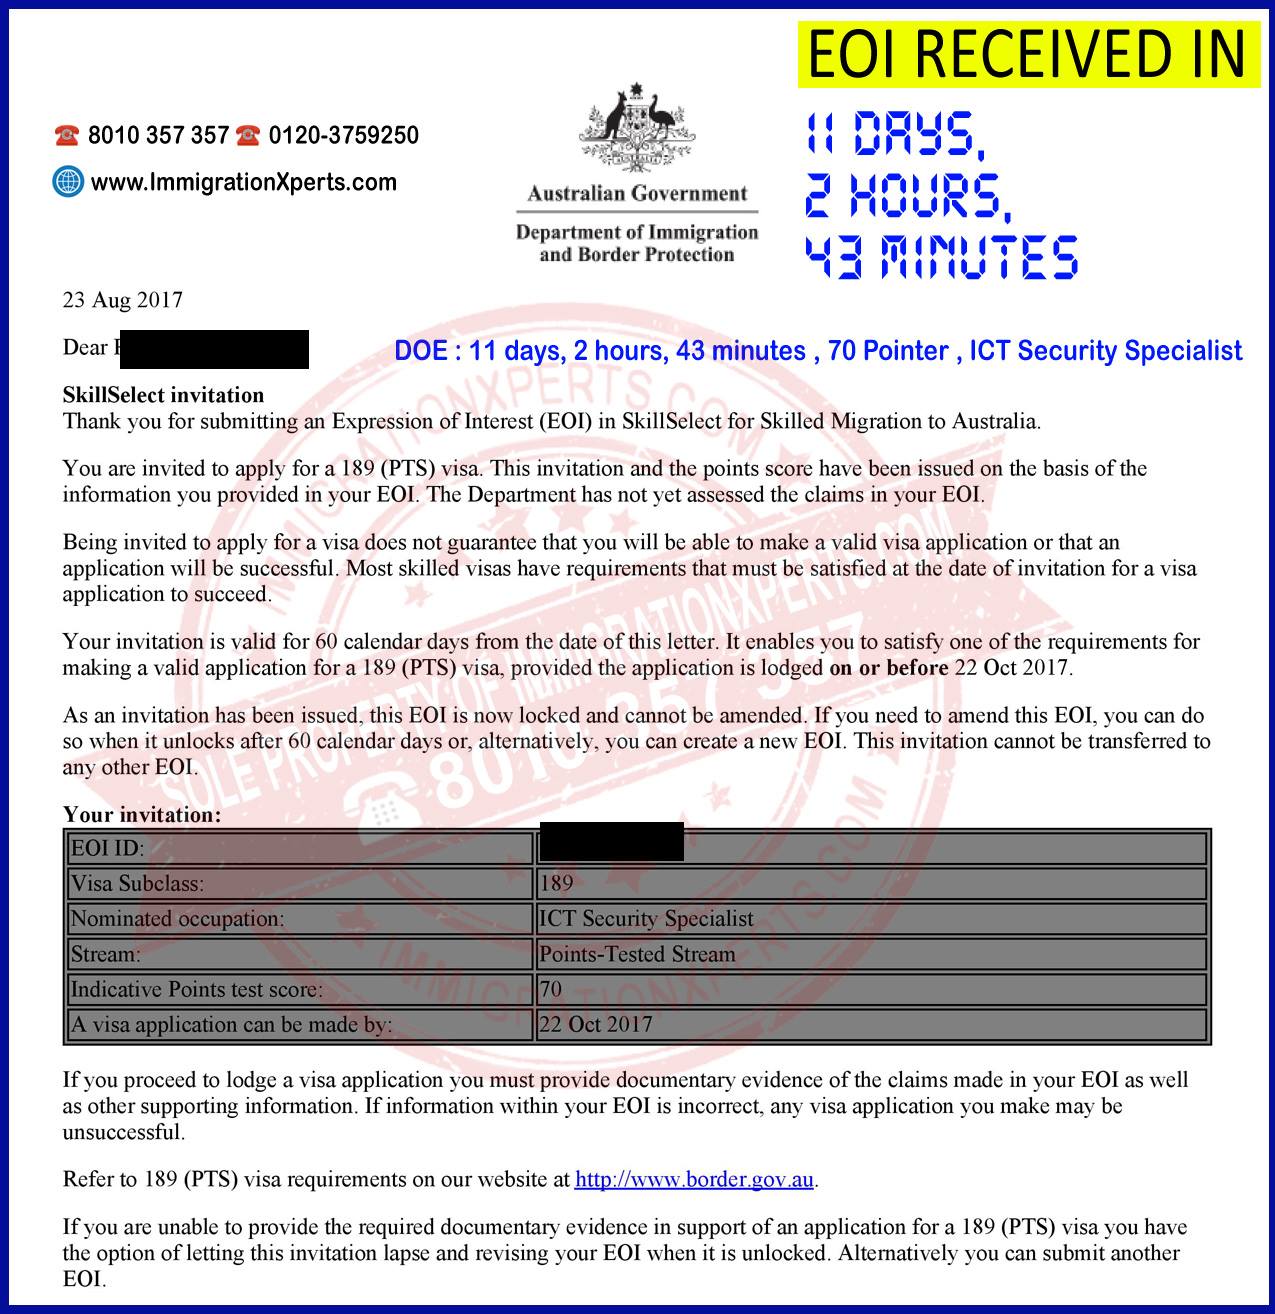 EOI RECEIVED IN
11 DAYS,
2 HOURS,
43 MINUTES
8010 357 357 0120-3759250
www.ImmigrationXperts.com
AUSTRALIA
Australian Government
Department of Immigration
and Border Protection
23 Aug 2017
Dear
DOE : 11 days, 2 hours, 43 minutes , 70 Pointer , ICT Security Specialist
SkillSelect invitation
Thank you for submitting an Expression of Interest (EOI) in SkillSelect for Skilled Migration to Australia.
You are invited to apply for a 189 (PTS) visa. This invitation and the points score have been issued on the basis of the
information you provided in your EOI. The Department has not yet assessed the claims in your EOI.
Being invited to apply for a visa does not guarantee that you will be able to make a valid visa application or that an
application will be successful. Most skilled visas have requirements that must be satisfied at the date of invitation for a visa
application to succeed.
Your invitation is valid for 60 calendar days from the date of this letter. It enables you to satisfy one of the requirements for
making a valid application for a 189 (PTS) visa, provided the application is lodged on or before 22 Oct 2017.
As an invitation has been issued, this EOI is now locked and cannot be amended. If you need to amend this EOI, you can do
so when it unlocks after 60 calendar days or, alternatively, you can create a new EOI. This invitation cannot be transferred to
any other EOI.
Your invitation:
EOI ID:
Visa Subclass: 189
Nominated occupation: ICT Security Specialist
Stream: Points-Tested Stream
Indicative Points test score: 70
A visa application can be made by: 22 Oct 2017
If you proceed to lodge a visa application you must provide documentary evidence of the claims made in your EOI as well
as other supporting information. If information within your EOI is incorrect, any visa application you make may be
unsuccessful.
Refer to 189 (PTS) visa requirements on our website at http://www.border.gov.au.
If you are unable to provide the required documentary evidence in support of an application for a 189 (PTS) visa you have
the option of letting this invitation lapse and revising your EOI when it is unlocked. Alternatively you can submit another
EOI.
IMMIGRATIONXPERTS.COM
SOLE PROPERTY OF IMMIGRATIONXPERTS.COM
8010 357 357
IMMIGRATIONXPERTS.COM